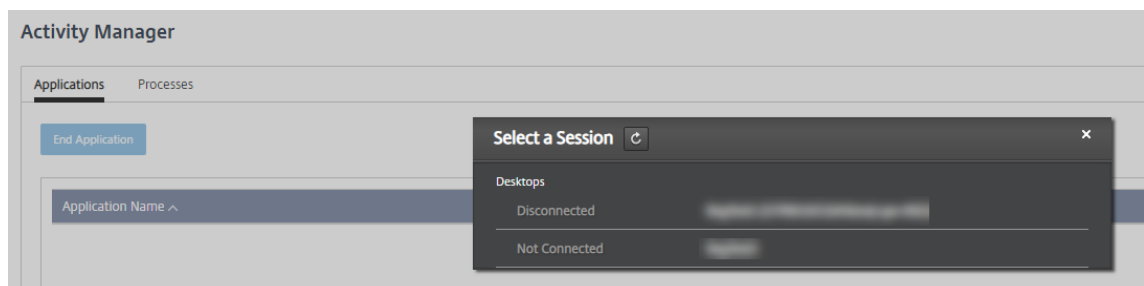 Activity Manager
Applications Processes
End Application
Select a Session
Application Name
Desktops
Disconnected
Not Connected